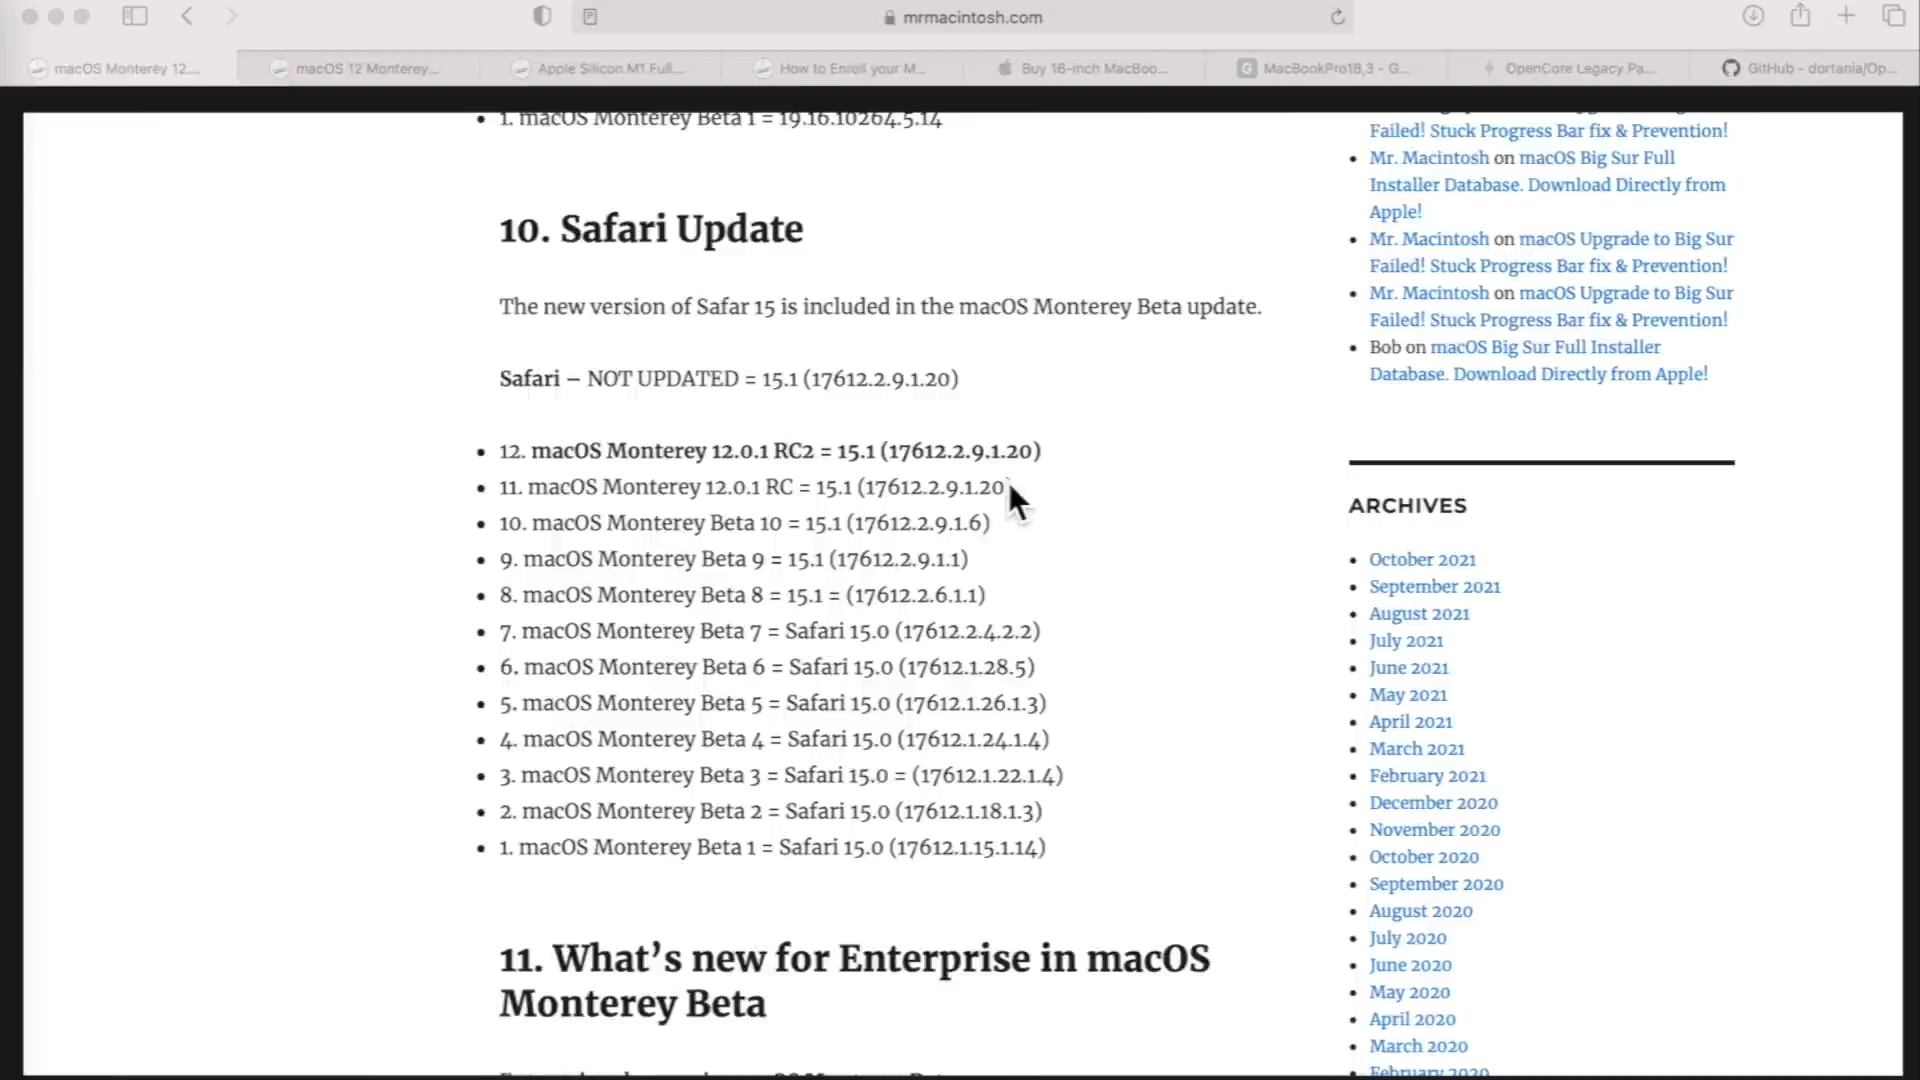 mrmacintosh.com
macOS Monterey 12....
macOS 12 Monterey...
Apple Silicon M1 Full...
How to Enroll your M...
Buy 16-inch MacBoo...
G
MacBookPro18,3 - G...
OpenCore Legacy Pa...
GitHub - dortania/Op...
1. macOS Monterey Beta 1 = 19.16.10264.5.14
10. Safari Update
The new version of Safar 15 is included in the macOS Monterey Beta update.
Safari – NOT UPDATED = 15.1 (17612.2.9.1.20)
12. macOS Monterey 12.0.1 RC2 = 15.1 (17612.2.9.1.20)
11. macOS Monterey 12.0.1 RC = 15.1 (17612.2.9.1.20)
10. macOS Monterey Beta 10 = 15.1 (17612.2.9.1.6)
9. macOS Monterey Beta 9 = 15.1 (17612.2.9.1.1)
8. macOS Monterey Beta 8 = 15.1 = (17612.2.6.1.1)
7. macOS Monterey Beta 7 = Safari 15.0 (17612.2.4.2.2)
6. macOS Monterey Beta 6 = Safari 15.0 (17612.1.28.5)
5. macOS Monterey Beta 5 = Safari 15.0 (17612.1.26.1.3)
4. macOS Monterey Beta 4 = Safari 15.0 (17612.1.24.1.4)
3. macOS Monterey Beta 3 = Safari 15.0 = (17612.1.22.1.4)
2. macOS Monterey Beta 2 = Safari 15.0 (17612.1.18.1.3)
1. macOS Monterey Beta 1 = Safari 15.0 (17612.1.15.1.14)
11. What's new for Enterprise in macOS
Monterey Beta
Failed! Stuck Progress Bar fix & Prevention!
Mr. Macintosh on macOS Big Sur Full
Installer Database. Download Directly from
Apple!
Mr. Macintosh on macOS Upgrade to Big Sur
Failed! Stuck Progress Bar fix & Prevention!
Mr. Macintosh on macOS Upgrade to Big Sur
Failed! Stuck Progress Bar fix & Prevention!
Bob on macOS Big Sur Full Installer
Database. Download Directly from Apple!
ARCHIVES
October 2021
September 2021
August 2021
July 2021
June 2021
May 2021
April 2021
March 2021
February 2021
December 2020
November 2020
October 2020
September 2020
August 2020
July 2020
June 2020
May 2020
April 2020
March 2020
February 2020